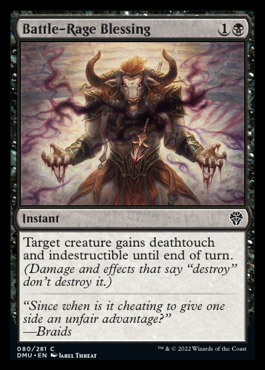 Battle-Rage Blessing 1
Instant
Target creature gains deathtouch
and indestructible until end of turn.
(Damage and effects that say “destroy”
don’t destroy it.)
“Since when is it cheating to give one
side an unfair advantage?”
—Braids
080/281 C
DMU • EN JAREL THREAT
™ & © 2022 Wizards of the Coast